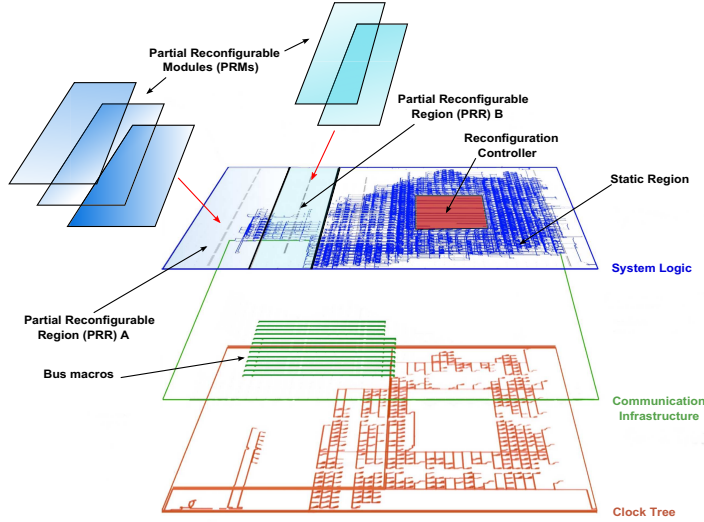 Partial Reconfigurable
Modules (PRMs)
Partial Reconfigurable
Region (PRR) B
Reconfiguration
Controller
Static Region
System Logic
Partial Reconfigurable
Region (PRR) A
Bus macros
Communication
Infrastructure
Clock Tree